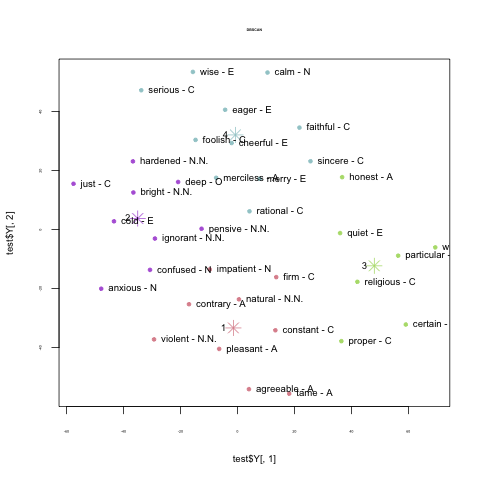 DBSCAN
wise - E
calm - N
serious - C
eager - E
faithful - C
4
foolish - C
cheerful - E
hardened - N.N.
sincere - C
just - C
deep - O
merciless - A
merry - E
honest - A
bright - N.N.
rational - C
2
cold - E
pensive - N.N.
quiet - E
ignorant - N.N.
w
particular -
confused - N
impatient - N
3
firm - C
religious - C
anxious - N
contrary - A
natural - N.N.
1
constant - C
certain -
violent - N.N.
proper - C
pleasant - A
agreeable - A
tame - A
test$Y[, 2]
test$Y[, 1]